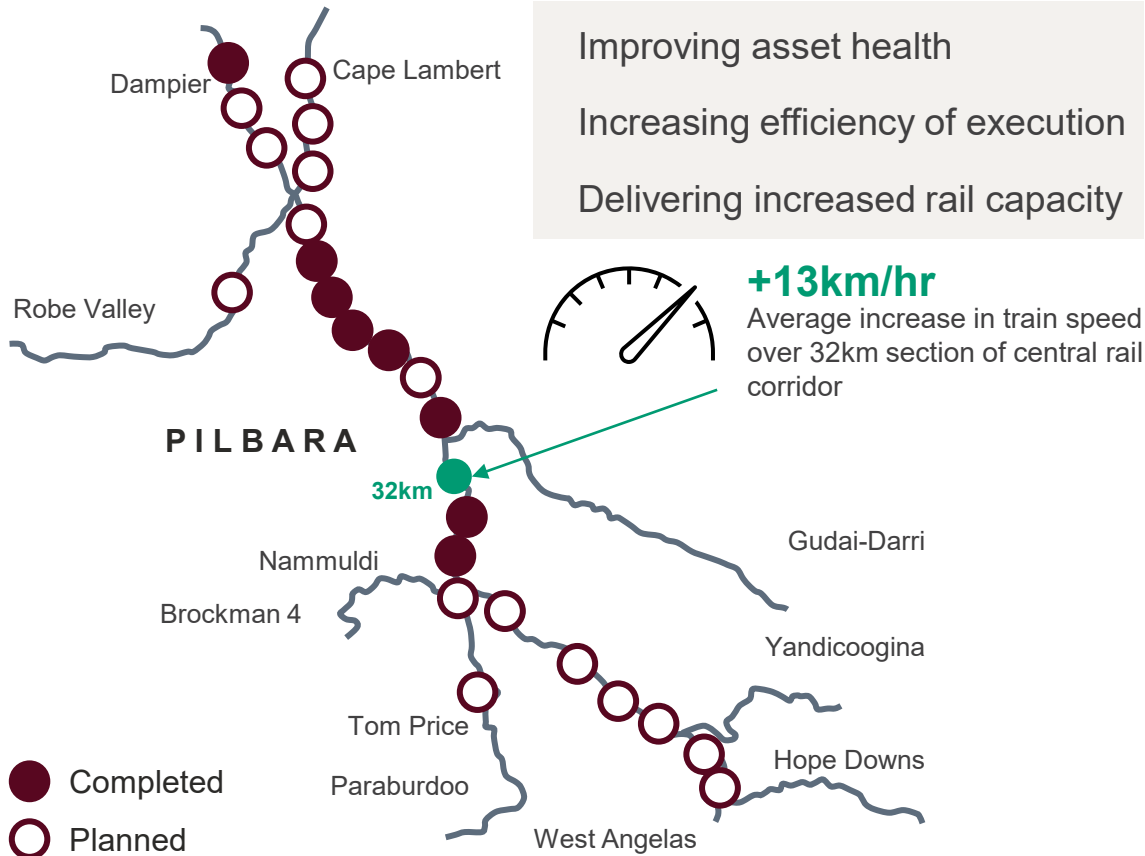 Improving asset health
Cape Lambert
Dampier
Increasing efficiency of execution
Delivering increased rail capacity
+13km/hr
Average increase in train speed
over 32km section of central rail
corridor
Robe Valley
PILBARA
32km
Gudai-Darri
Nammuldi
Brockman 4
Yandicoogina
Tom Price
Hope Downs
Paraburdoo
West Angelas
Completed
Planned